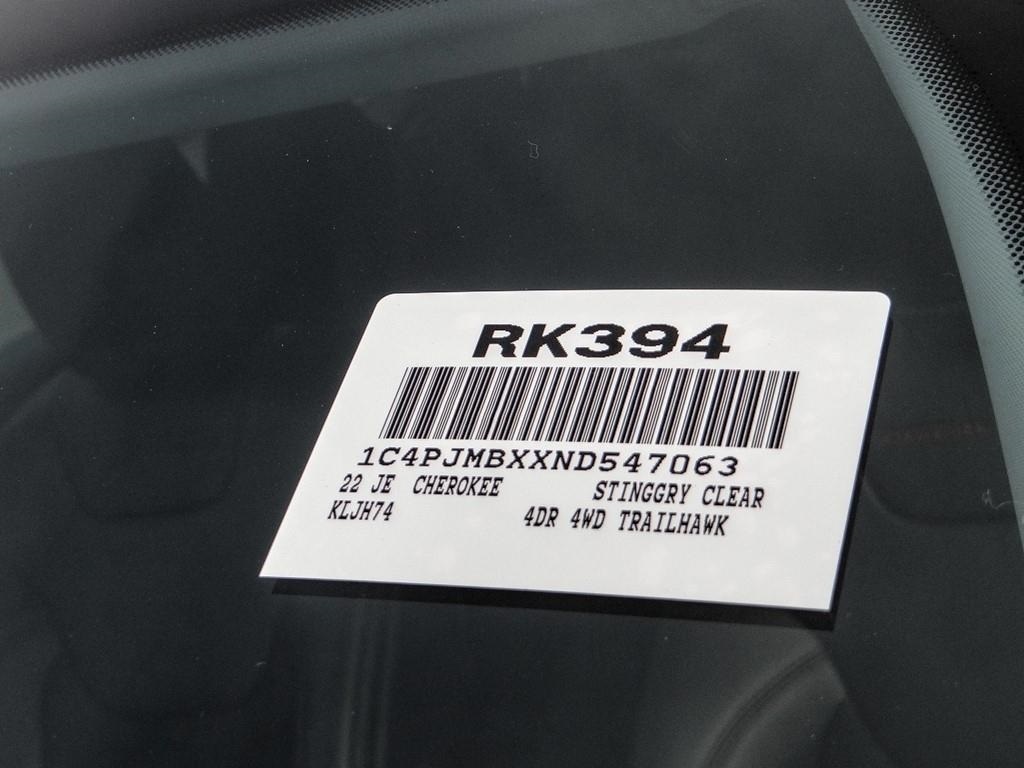 RK394
1C4PJMBXXND547063
22 JE CHEROKEE STINGGRY CLEAR
KLJH74 4DR 4WD TRAILHAWK